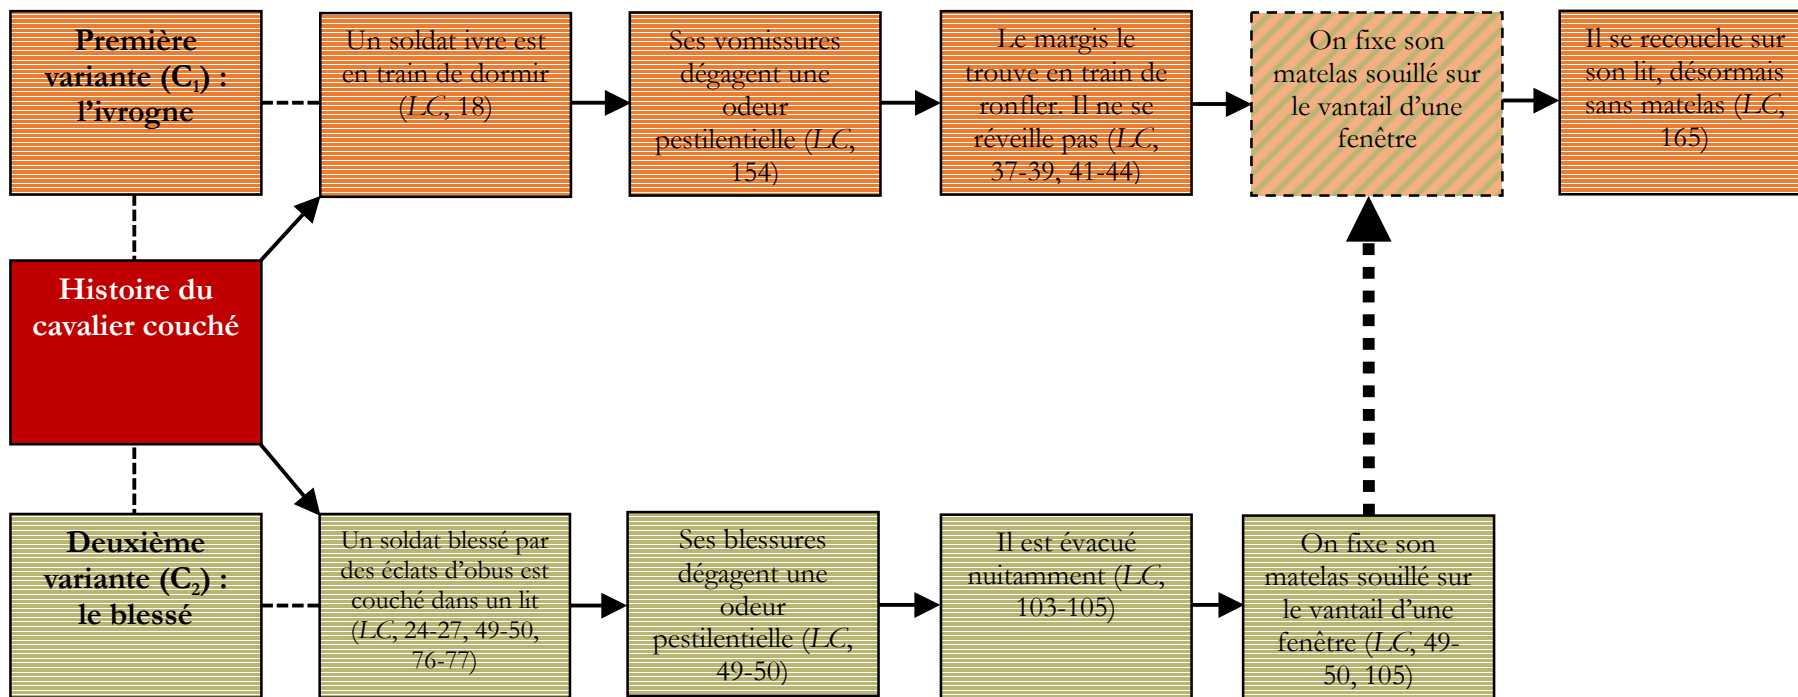 Première
variante (C₁) :
l’ivrogne
Un soldat ivre est
en train de dormir
(LC, 18)
Ses vomissures
dégagent une
odeur
pestilentielle (LC,
154)
Le margis le
trouve en train de
ronfler. Il ne se
réveille pas (LC,
37-39, 41-44)
On fixe son
matelas souillé sur
le vantail d’une
fenêtre
Il se recouche sur
son lit, désormais
sans matelas (LC,
165)
Histoire du
cavalier couché
Deuxième
variante (C₂) :
le blessé
Un soldat blessé par
des éclats d’obus est
couché dans un lit
(LC, 24-27, 49-50,
76-77)
Ses blessures
dégagent une
odeur
pestilentielle (LC,
49-50)
Il est évacué
nuitamment (LC,
103-105)
On fixe son
matelas souillé sur
le vantail d’une
fenêtre (LC, 49-
50, 105)